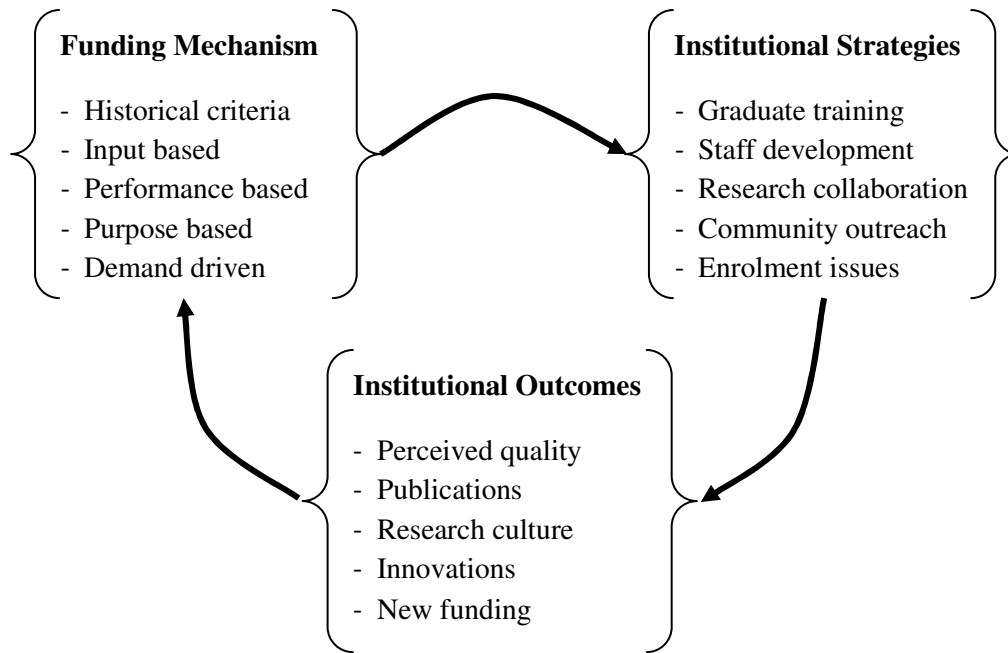 Funding Mechanism
- Historical criteria
- Input based
- Performance based
- Purpose based
- Demand driven
Institutional Strategies
- Graduate training
- Staff development
- Research collaboration
- Community outreach
- Enrolment issues
Institutional Outcomes
- Perceived quality
- Publications
- Research culture
- Innovations
- New funding